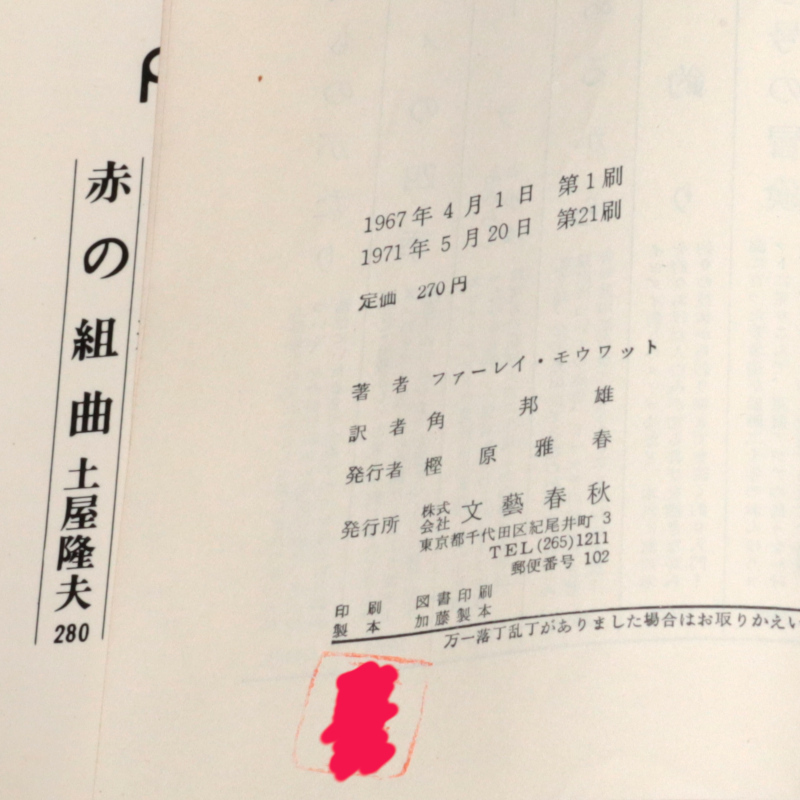 赤の組曲 土屋隆夫
280
1967年4月1日 第1刷
1971年5月20日 第21刷
定価 270円
著者 ファーレイ・モウワット
訳者 角邦雄
発行者 樫原雅春
発行所 株式会社 文藝春秋
東京都千代田区紀尾井町3
TEL(265)1211
郵便番号 102
印刷 図書印刷
製本 加藤製本
万一落丁乱丁がありました場合はお取りかえい